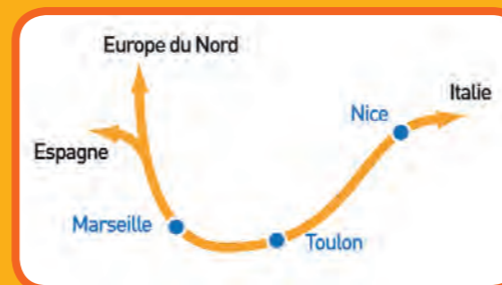 Europe du Nord
Italie
Nice
Espagne
Marseille
Toulon